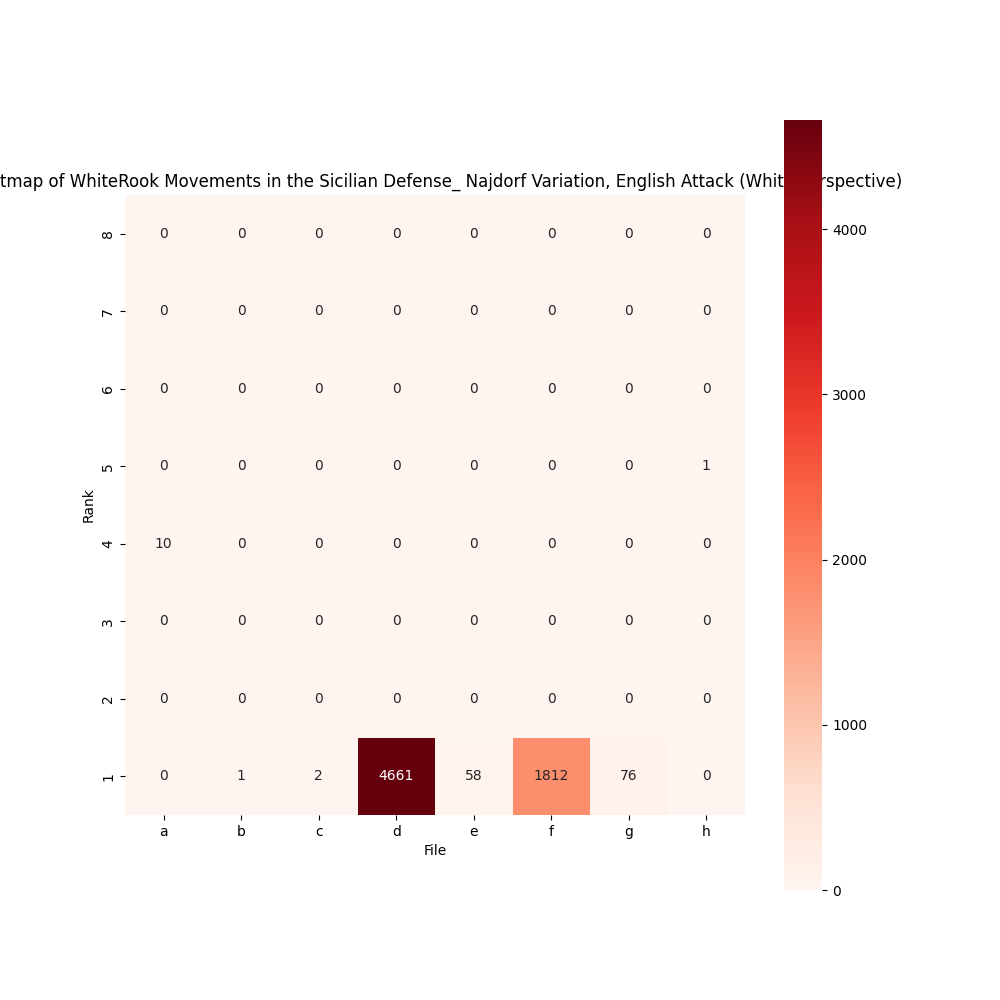 tmap of WhiteRook Movements in the Sicilian Defense_ Najdorf Variation, English Attack (Whit rspective)
8 0 0 0 0 0 0 0 0
7 0 0 0 0 0 0 0 0
6 0 0 0 0 0 0 0 0
5 0 0 0 0 0 0 0 1
4 10 0 0 0 0 0 0 0
3 0 0 0 0 0 0 0 0
2 0 0 0 0 0 0 0 0
1 0 1 2 4661 58 1812 76 0
a b c d e f g h
File
Rank
4000
3000
2000
1000
0